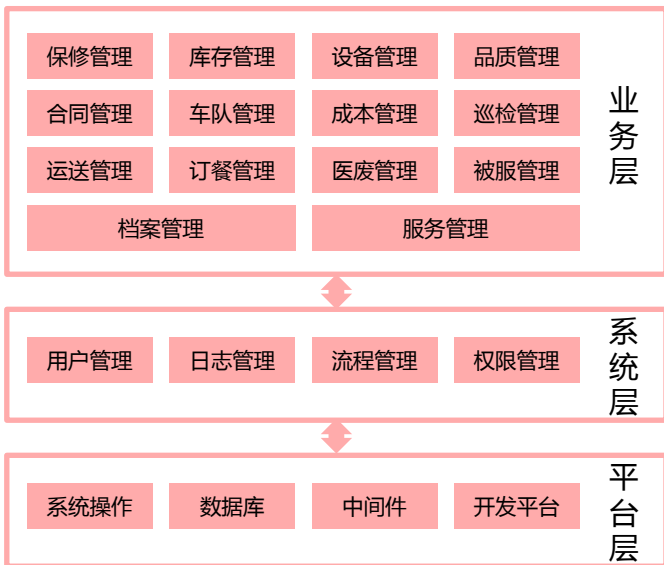 保修管理 库存管理 设备管理 品质管理
合同管理 车队管理 成本管理 巡检管理
运送管理 订餐管理 医废管理 被服管理
档案管理 服务管理
业务层
用户管理 日志管理 流程管理 权限管理
系统层
系统操作 数据库 中间件 开发平台
平台层